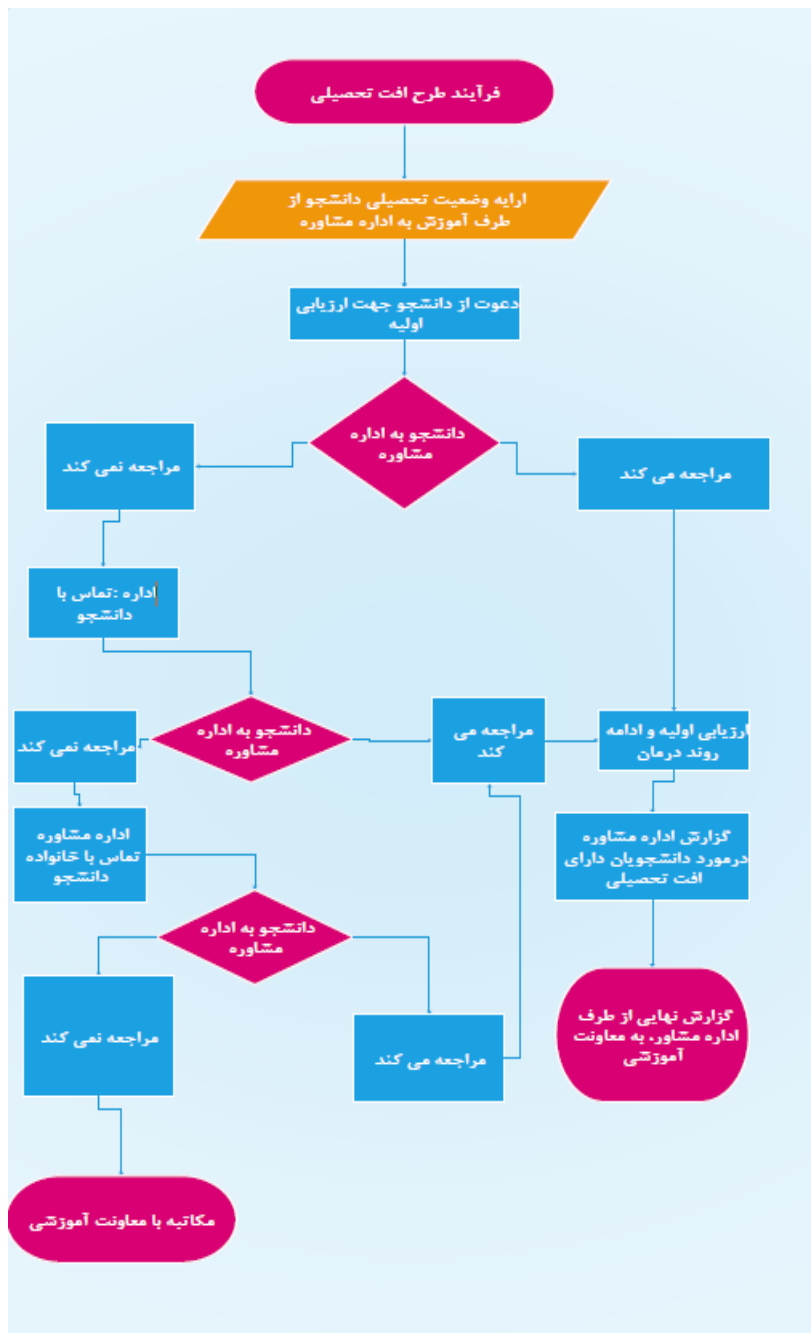 فرآیند طرح افت تحصیلی
ارایه وضعیت تحصیلی دانشجو از
طرف آموزش به اداره مشاوره
دعوت از دانشجو جهت ارزیابی
اولیه
دانشجو به اداره
مشاوره
مراجعه می کند
مراجعه نمی کند
اداره :تماس با
دانشجو
دانشجو به اداره
مشاوره
مراجعه می
کند
مراجعه نمی کند
ارزیابی اولیه و ادامه
روند درمان
اداره مشاوره
تماس با خانواده
دانشجو
گزارش اداره مشاوره
درمورد دانشجویان دارای
افت تحصیلی
دانشجو به اداره
مشاوره
مراجعه نمی کند
مراجعه می کند
گزارش نهایی از طرف
اداره مشاور، به معاونت
آموزشی
مکاتبه با معاونت آموزشی